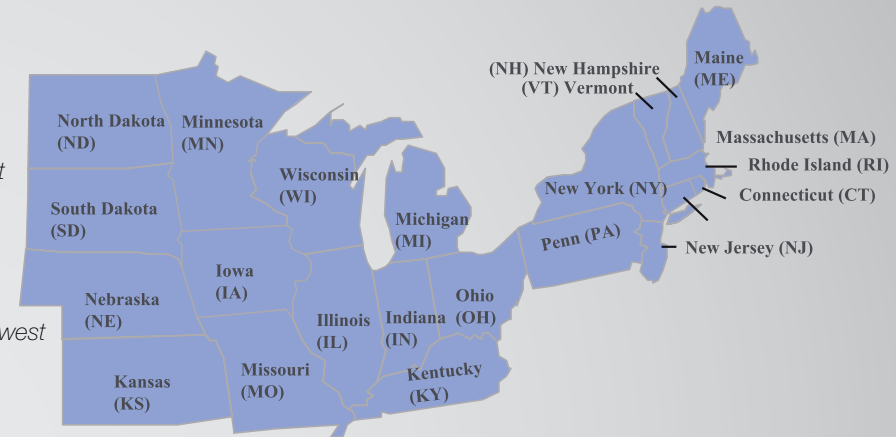 Maine
(ME)
(NH) New Hampshire
(VT) Vermont
North Dakota
(ND)
Minnesota
(MN)
Massachusetts (MA)
Rhode Island (RI)
Wisconsin
(WI)
New York (NY)
Connecticut (CT)
South Dakota
(SD)
Michigan
(MI)
Penn (PA)
New Jersey (NJ)
Iowa
(IA)
Nebraska
(NE)
Ohio
(OH)
Illinois
(IL)
Indiana
(IN)
west
Missouri
(MO)
Kentucky
(KY)
Kansas
(KS)